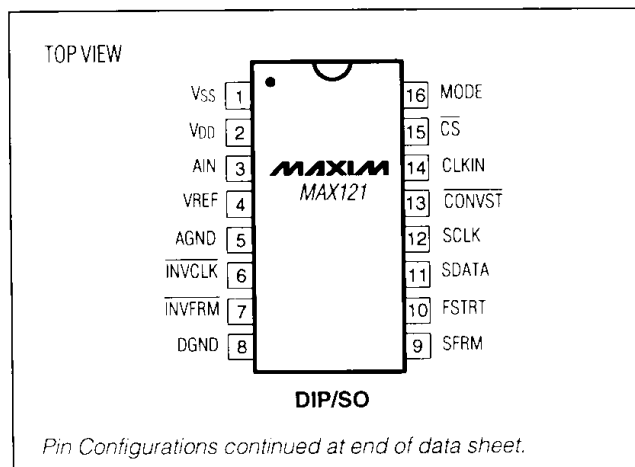 TOP VIEW
VSS 1
VDD 2
AIN 3
VREF 4
AGND 5
INVCLK 6
INVFRM 7
DGND 8
MAXIM
MAX121
16 MODE
15 CS
14 CLKIN
13 CONVST
12 SCLK
11 SDATA
10 FSTRT
9 SFRM
DIP/SO
Pin Configurations continued at end of data sheet.